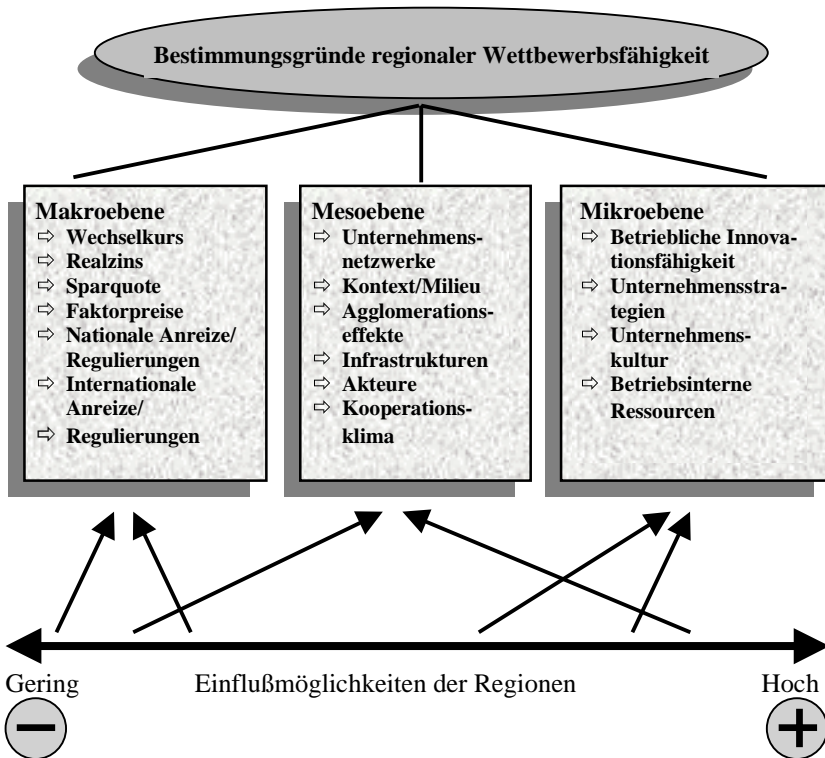 Bestimmungsgründe regionaler Wettbewerbsfähigkeit
Makroebene
⇨ Wechselkurs
⇨ Realzins
⇨ Sparquote
⇨ Faktorpreise
⇨ Nationale Anreize/
Regulierungen
⇨ Internationale
Anreize/
⇨ Regulierungen
Mesoebene
⇨ Unternehmens-
netzwerke
⇨ Kontext/Milieu
⇨ Agglomerations-
effekte
⇨ Infrastrukturen
⇨ Akteure
⇨ Kooperations-
klima
Mikroebene
⇨ Betriebliche Innova-
tionsfähigkeit
⇨ Unternehmensstra-
tegien
⇨ Unternehmens-
kultur
⇨ Betriebsinterne
Ressourcen
Gering Einflußmöglichkeiten der Regionen Hoch
− +